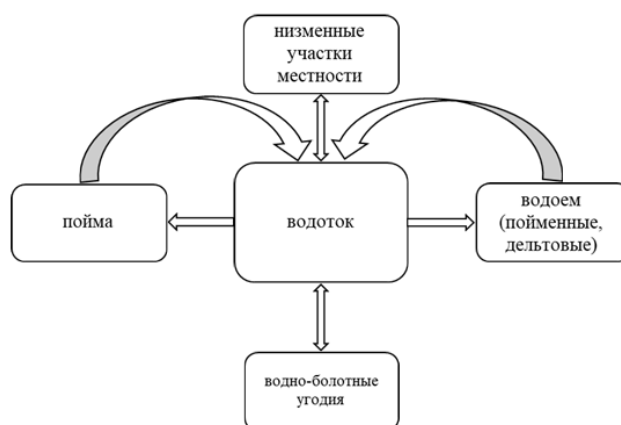 низменные
участки
местности
пойма
водоток
водоем
(пойменные,
дельтовые)
водно-болотные
угодия